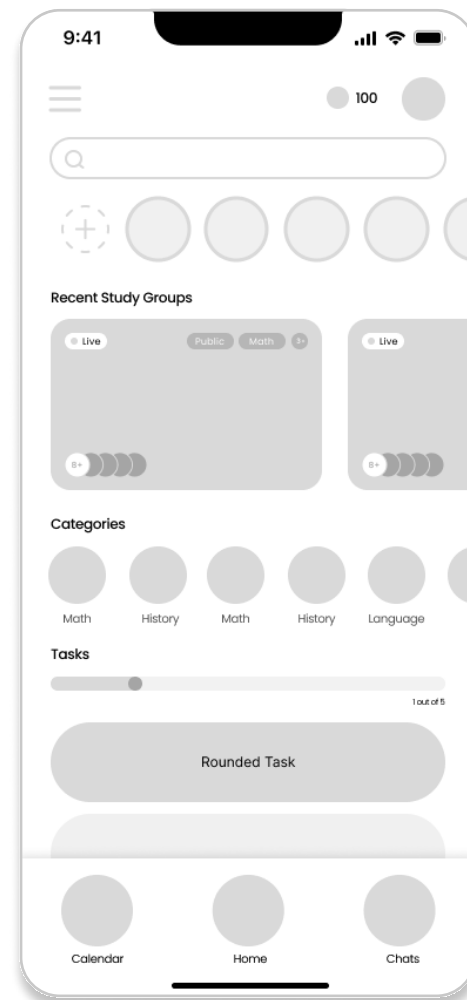 9:41
100
Recent Study Groups
Live Public Math 3+ Live
8+ 8+
Categories
Math History Math History Language
Tasks
1 out of 5
Rounded Task
Calendar Home Chats